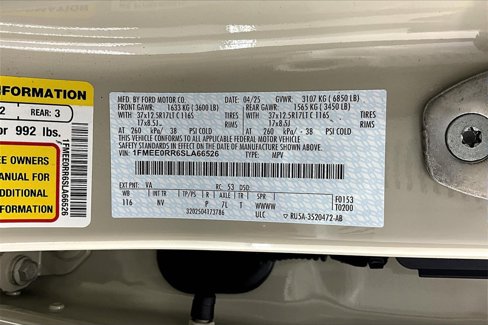 INFORMATION
2 REAR: 3
or 992 lbs.
EE OWNERS
MANUAL FOR
ADDITIONAL
INFORMATION
1FMEE0RR6SLA66526
MFD. BY FORD MOTOR CO. DATE: 04/25 GVWR: 3107 KG (6850 LB)
FRONT GAWR: 1633 KG (3600 LB) REAR GAWR: 1565 KG (3450 LB)
WITH: 37x12.5R17LT C 116S TIRES WITH: 37x12.5R17LT C 116S TIRES
17x8.5J RIMS 17x8.5J RIMS
AT 260 kPa/ 38 PSI COLD AT 260 kPa/ 38 PSI COLD
THIS VEHICLE CONFORMS TO ALL APPLICABLE FEDERAL MOTOR VEHICLE
SAFETY STANDARDS IN EFFECT ON THE DATE OF MANUFACTURE SHOWN ABOVE.
VIN: 1FMEE0RR6SLA66526 TYPE: MPV
EXT PNT: VA RC: 53 DSO:
WB INT TR TP/PS R AXLE TR SPR F0153
116 NV P 7L T WWWW T0200
3202504173786 ULC ▽ RU5A-3520472-AB